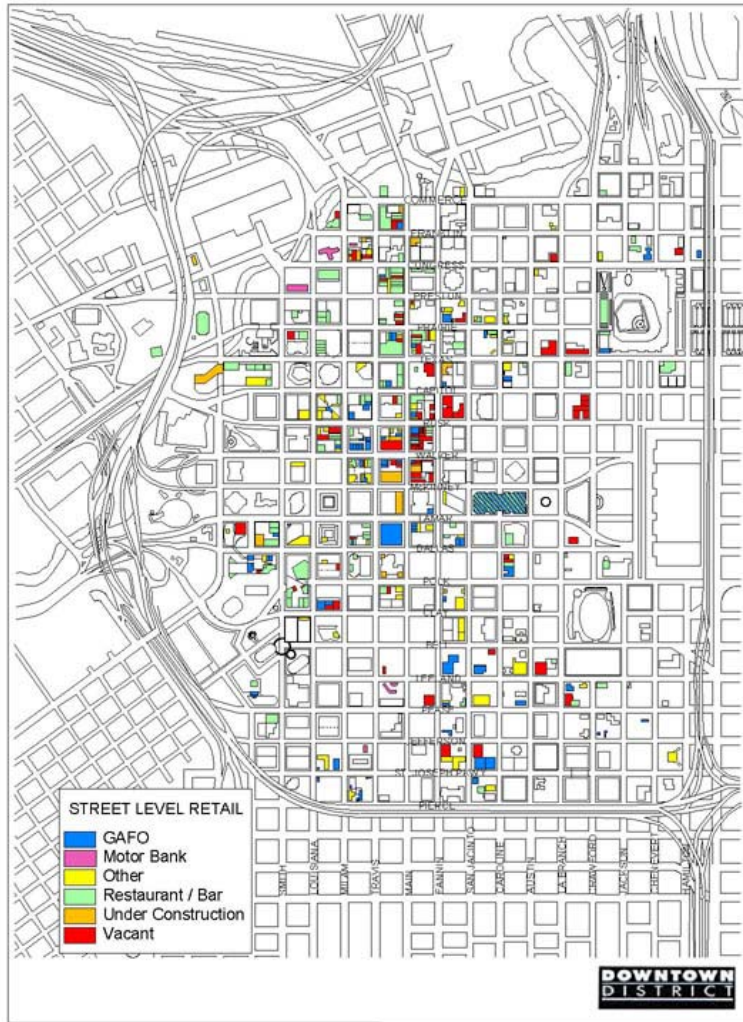 COMMERCE
FRANKLIN
CONGRESS
PRESTON
PRAIRIE
TEXAS
CAPITOL
RUSK
WALKER
McKINNEY
LAMAR
DALLAS
POLK
CLAY
BELL
LEELAND
PEASE
JEFFERSON
ST. JOSEPH PKWY
PIERCE
STREET LEVEL RETAIL
GAFO
Motor Bank
Other
Restaurant / Bar
Under Construction
Vacant
SMITH
LOUISIANA
MILAM
TRAVIS
MAIN
FANNIN
SAN JACINTO
CAROLINE
AUSTIN
LA BRANCH
CRAWFORD
JACKSON
CHENEVERT
HAMILTON
DOWNTOWN
DISTRICT